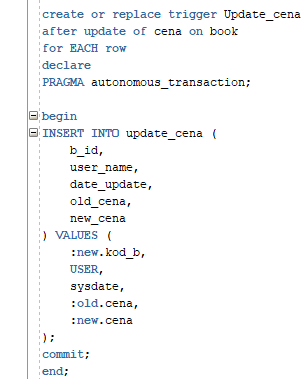 create or replace trigger Update_cena
after update of cena on book
for EACH row
declare
PRAGMA autonomous_transaction;
begin
INSERT INTO update_cena (
b_id,
user_name,
date_update,
old_cena,
new_cena
) VALUES (
:new.kod_b,
USER,
sysdate,
:old.cena,
:new.cena
);
commit;
end;